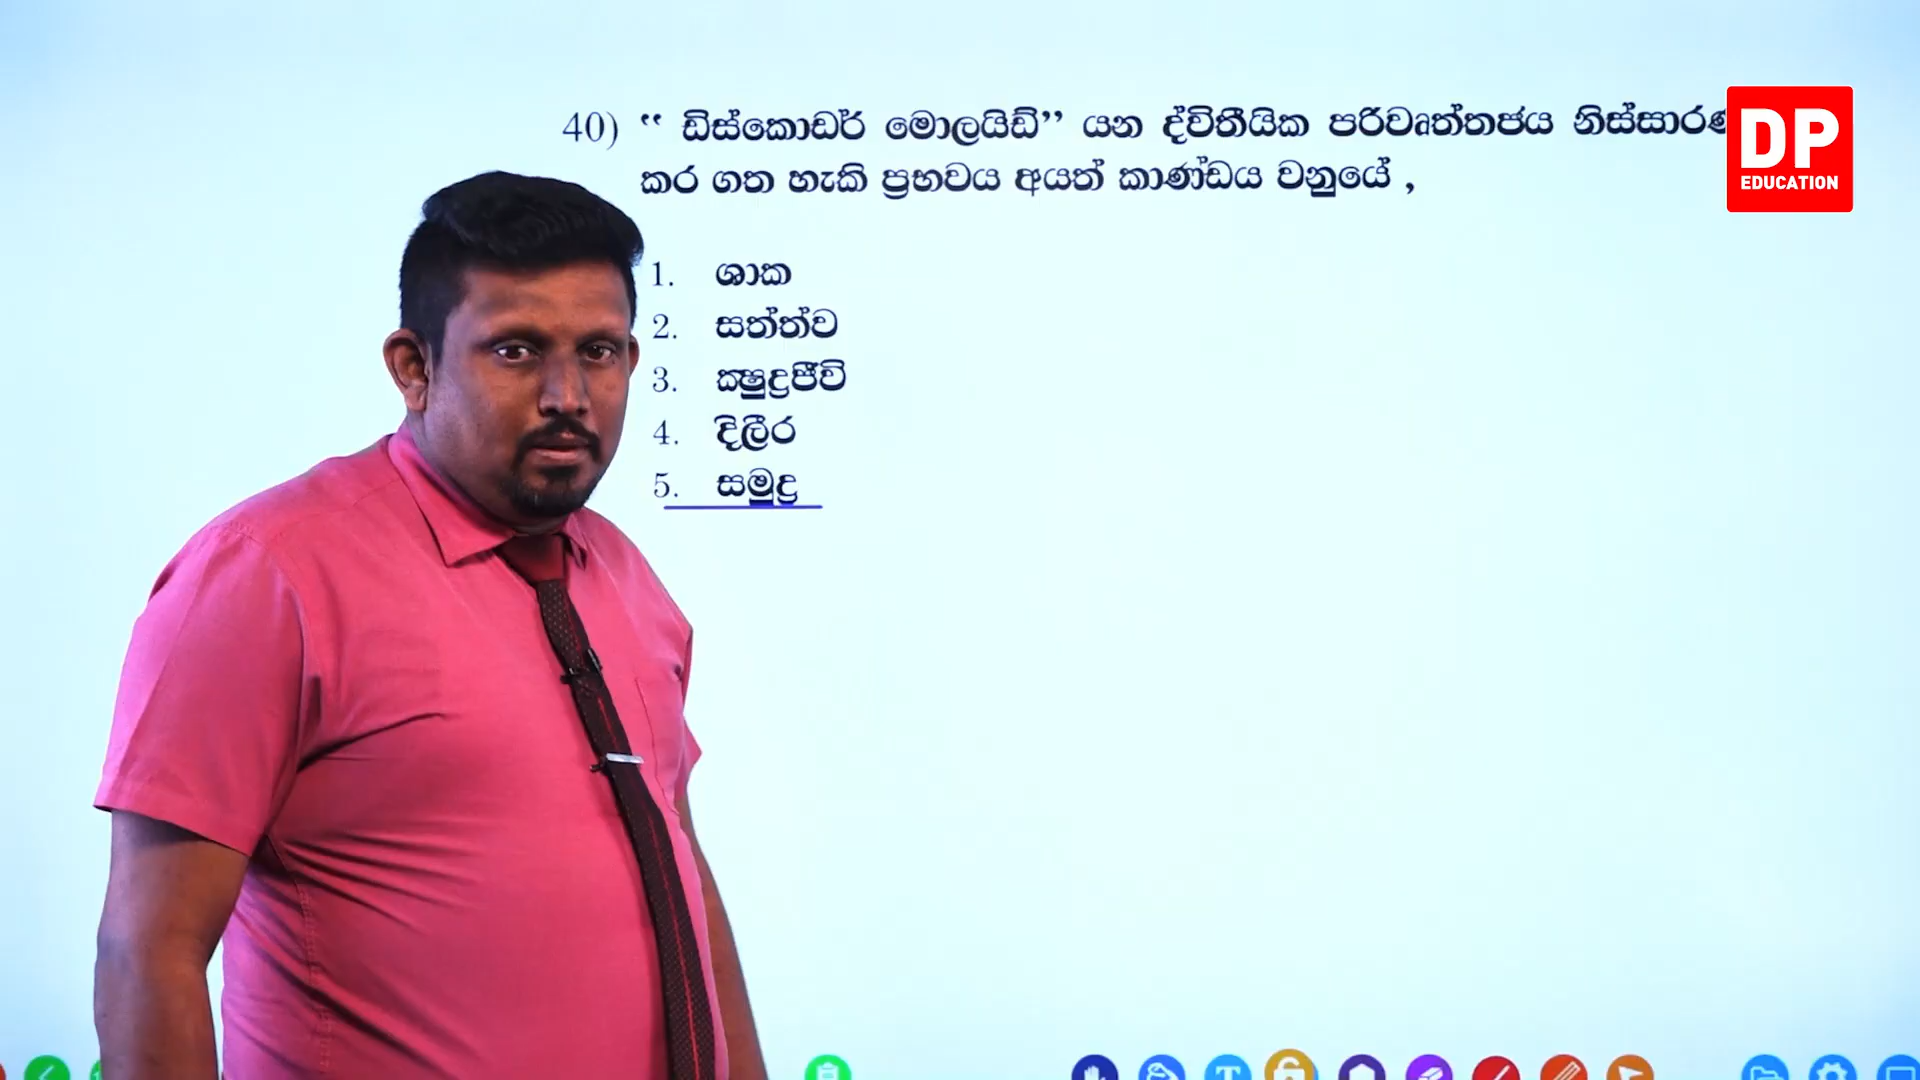 40) “ ඩිස්කොඩර් මොලයිඩ්” යන ද්විතීයික පරිවෘත්තජය නිස්සාරණ
කර ගත හැකි ප්‍රභවය අයත් කාණ්ඩය වනුයේ ,
1. ශාක
2. සත්ත්ව
3. ක්ෂුද්‍රජීවි
4. දිලීර
5. සමුද්‍ර
DP
EDUCATION